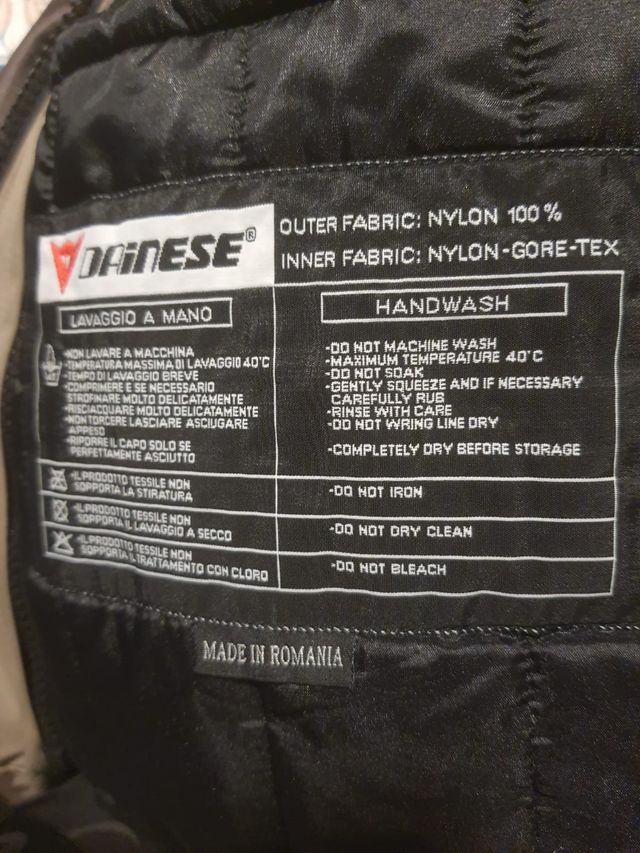 DAINESE®
OUTER FABRIC: NYLON 100%
INNER FABRIC: NYLON-GORE-TEX
LAVAGGIO A MANO
-NON LAVARE A MACCHINA
-TEMPERATURA MASSIMA DI LAVAGGIO 40°C
-TEMPO DI LAVAGGIO BREVE
-COMPRIMERE E SE NECESSARIO
STROFINARE MOLTO DELICATAMENTE
-RISCIACQUARE MOLTO DELICATAMENTE
-NON TORCERE LASCIARE ASCIUGARE
APPESO
-RIPORRE IL CAPO SOLO SE
PERFETTAMENTE ASCIUTTO
-IL PRODOTTO TESSILE NON
SOPPORTA LA STIRATURA
-IL PRODOTTO TESSILE NON
SOPPORTA IL LAVAGGIO A SECCO
-IL PRODOTTO TESSILE NON
SOPPORTA IL TRATTAMENTO CON CLORO
HANDWASH
-DO NOT MACHINE WASH
-MAXIMUM TEMPERATURE 40°C
-DO NOT SOAK
-GENTLY SQUEEZE AND IF NECESSARY
CAREFULLY RUB
-RINSE WITH CARE
-DO NOT WRING LINE DRY
-COMPLETELY DRY BEFORE STORAGE
-DO NOT IRON
-DO NOT DRY CLEAN
-DO NOT BLEACH
MADE IN ROMANIA